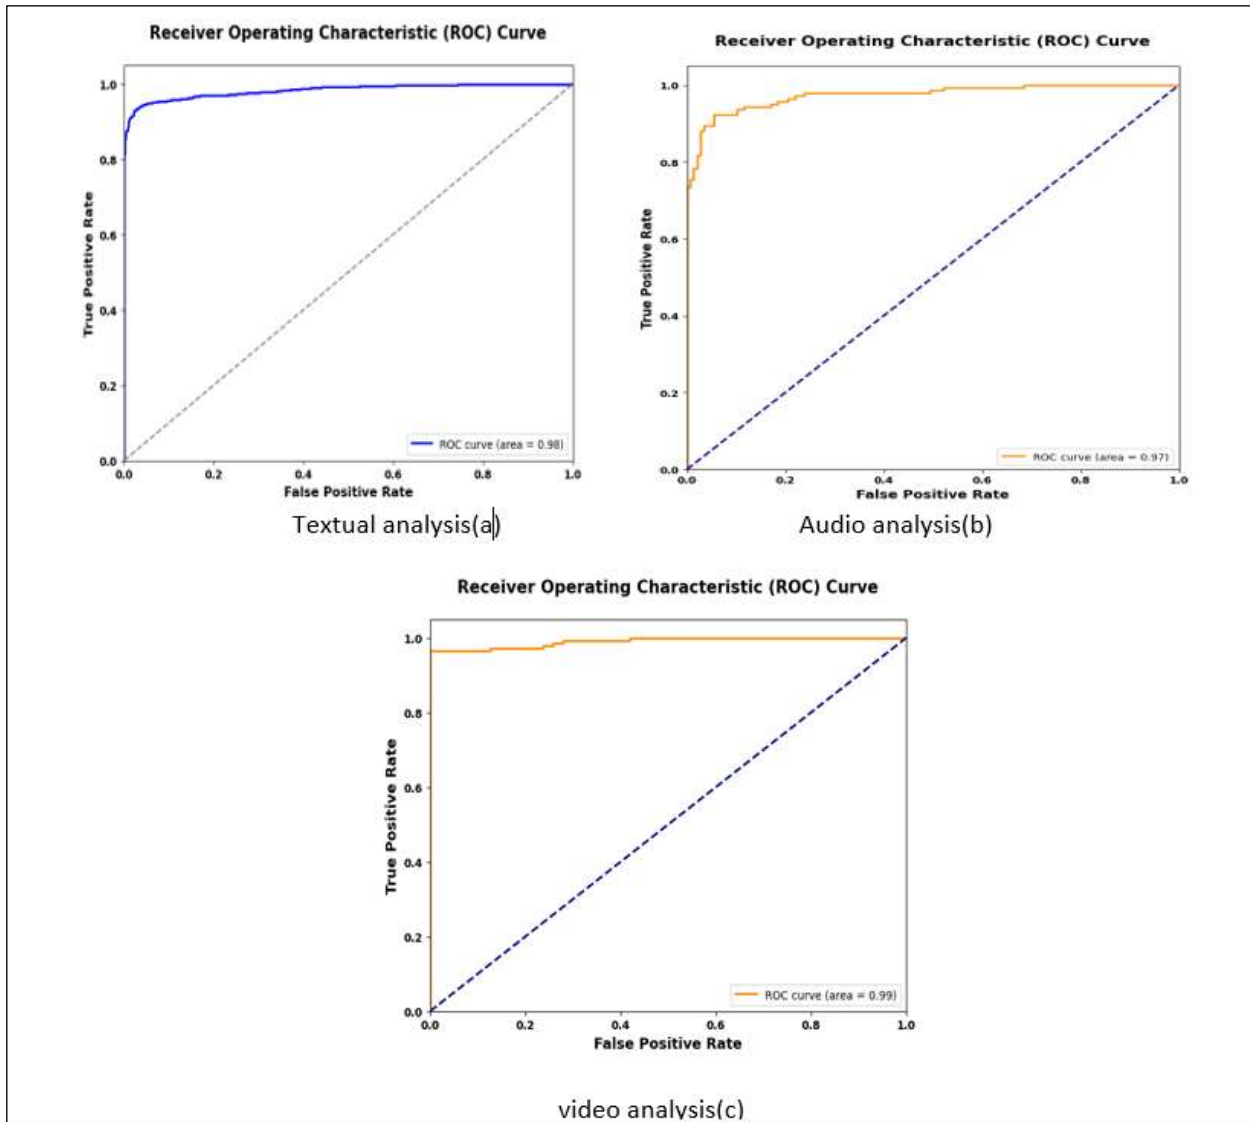 Receiver Operating Characteristic (ROC) Curve
True Positive Rate
1.0
0.8
0.6
0.4
0.2
0.0
ROC curve (area = 0.98)
0.0 0.2 0.4 0.6 0.8 1.0
False Positive Rate
Textual analysis(a)
Receiver Operating Characteristic (ROC) Curve
True Positive Rate
1.0
0.8
0.6
0.4
0.2
0.0
ROC curve (area = 0.97)
0.0 0.2 0.4 0.6 0.8 1.0
False Positive Rate
Audio analysis(b)
Receiver Operating Characteristic (ROC) Curve
True Positive Rate
1.0
0.8
0.6
0.4
0.2
0.0
ROC curve (area = 0.99)
0.0 0.2 0.4 0.6 0.8 1.0
False Positive Rate
video analysis(c)